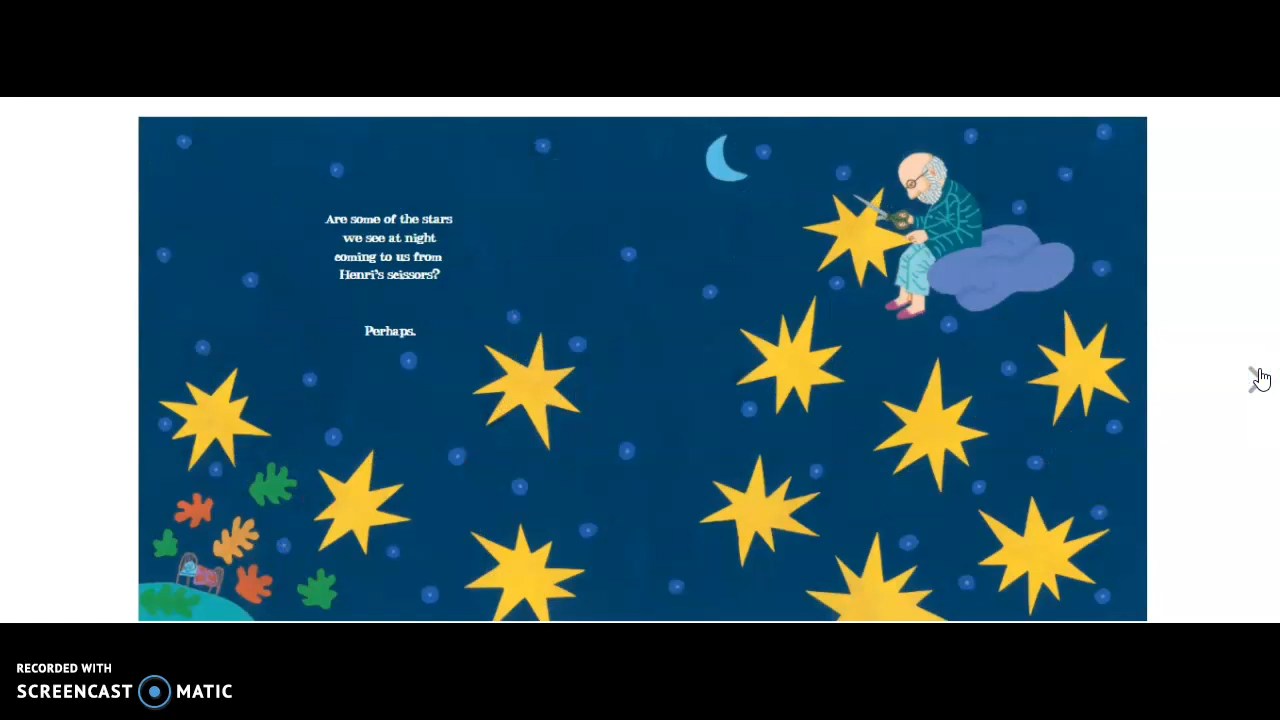 Are some of the stars
we see at night
coming to us from
Henri's scissors?
Perhaps.
RECORDED WITH
SCREENCAST MATIC